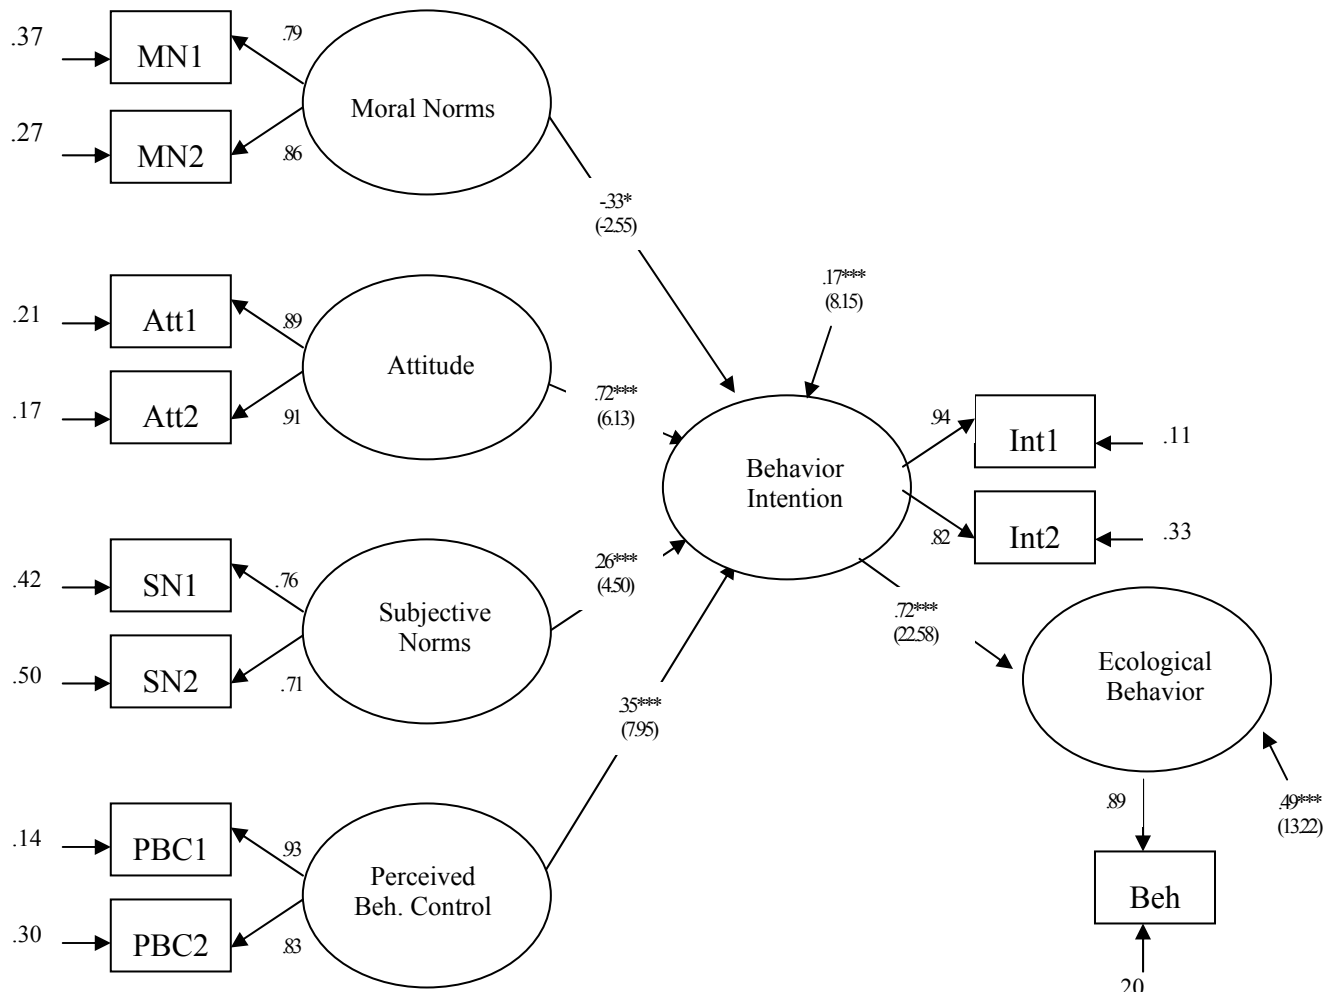 .37
MN1
.79
Moral Norms
.27
MN2
.86
-.33*
(-2.55)
.17***
(8.15)
.21
Att1
.89
Attitude
.17
Att2
.91
.72***
(6.13)
Behavior
Intention
.94
Int1
.11
.82
Int2
.33
.42
SN1
.76
Subjective
Norms
.50
SN2
.71
.26***
(4.50)
.72***
(22.58)
Ecological
Behavior
.35***
(7.95)
.14
PBC1
.93
Perceived
Beh. Control
.30
PBC2
.83
.89
.49***
(13.22)
Beh
.20